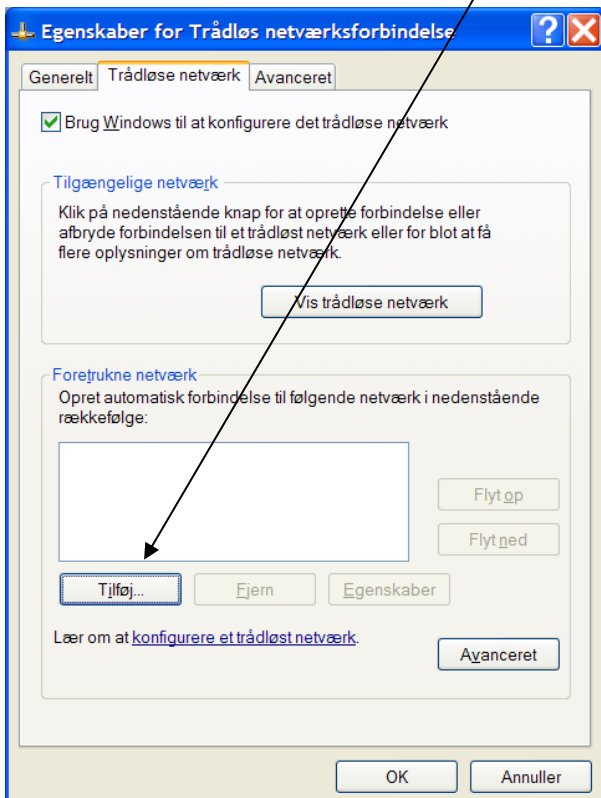 Egenskaber for Trådløs netværksforbindelse
Generelt
Trådløse netværk
Avanceret
Brug Windows til at konfigurere det trådløse netværk
Tilgængelige netværk
Klik på nedenstående knap for at oprette forbindelse eller
afbryde forbindelsen til et trådløst netværk eller for blot at få
flere oplysninger om trådløse netværk.
Vis trådløse netværk
Foretrukne netværk
Opret automatisk forbindelse til følgende netværk i nedenstående
rækkefølge:
Flyt op
Flyt ned
Tilføj...
Fjern
Egenskaber
Lær om at konfigurere et trådløst netværk.
Avanceret
OK
Annuller